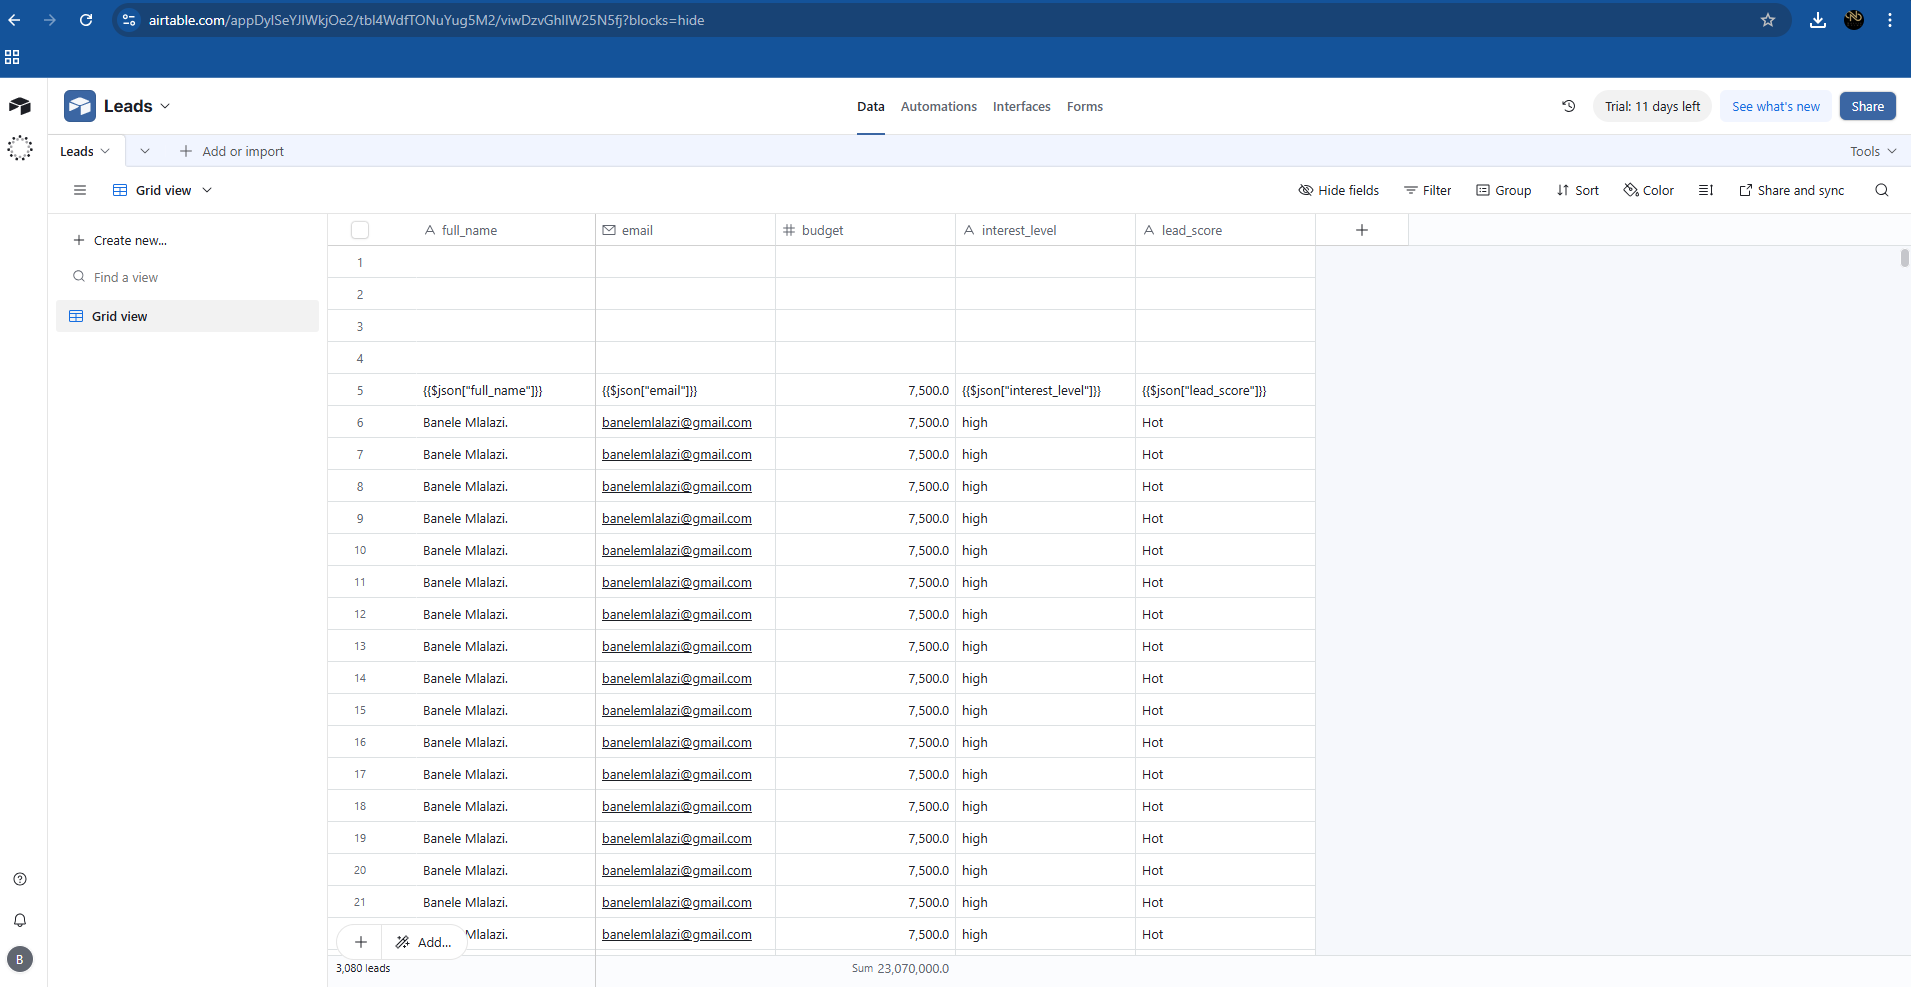 airtable.com/appDylSeYJlWkjOe2/tbl4WdfTONuYug5M2/viwDzvGhlIW25N5fj?blocks=hide
Leads
Data Automations Interfaces Forms
Trial: 11 days left
See what's new
Share
Leads
Add or import
Tools
Grid view
Hide fields Filter Group Sort Color Share and sync
Create new...
Find a view
Grid view
full_name email budget interest_level lead_score
1
2
3
4
5 {{$json["full_name"]}} {{$json["email"]}} 7,500.0 {{$json["interest_level"]}} {{$json["lead_score"]}}
6 Banele Mlalazi. banelemlalazi@gmail.com 7,500.0 high Hot
7 Banele Mlalazi. banelemlalazi@gmail.com 7,500.0 high Hot
8 Banele Mlalazi. banelemlalazi@gmail.com 7,500.0 high Hot
9 Banele Mlalazi. banelemlalazi@gmail.com 7,500.0 high Hot
10 Banele Mlalazi. banelemlalazi@gmail.com 7,500.0 high Hot
11 Banele Mlalazi. banelemlalazi@gmail.com 7,500.0 high Hot
12 Banele Mlalazi. banelemlalazi@gmail.com 7,500.0 high Hot
13 Banele Mlalazi. banelemlalazi@gmail.com 7,500.0 high Hot
14 Banele Mlalazi. banelemlalazi@gmail.com 7,500.0 high Hot
15 Banele Mlalazi. banelemlalazi@gmail.com 7,500.0 high Hot
16 Banele Mlalazi. banelemlalazi@gmail.com 7,500.0 high Hot
17 Banele Mlalazi. banelemlalazi@gmail.com 7,500.0 high Hot
18 Banele Mlalazi. banelemlalazi@gmail.com 7,500.0 high Hot
19 Banele Mlalazi. banelemlalazi@gmail.com 7,500.0 high Hot
20 Banele Mlalazi. banelemlalazi@gmail.com 7,500.0 high Hot
21 Banele Mlalazi. banelemlalazi@gmail.com 7,500.0 high Hot
Mlalazi. banelemlalazi@gmail.com 7,500.0 high Hot
Add...
B
3,080 leads
Sum 23,070,000.0